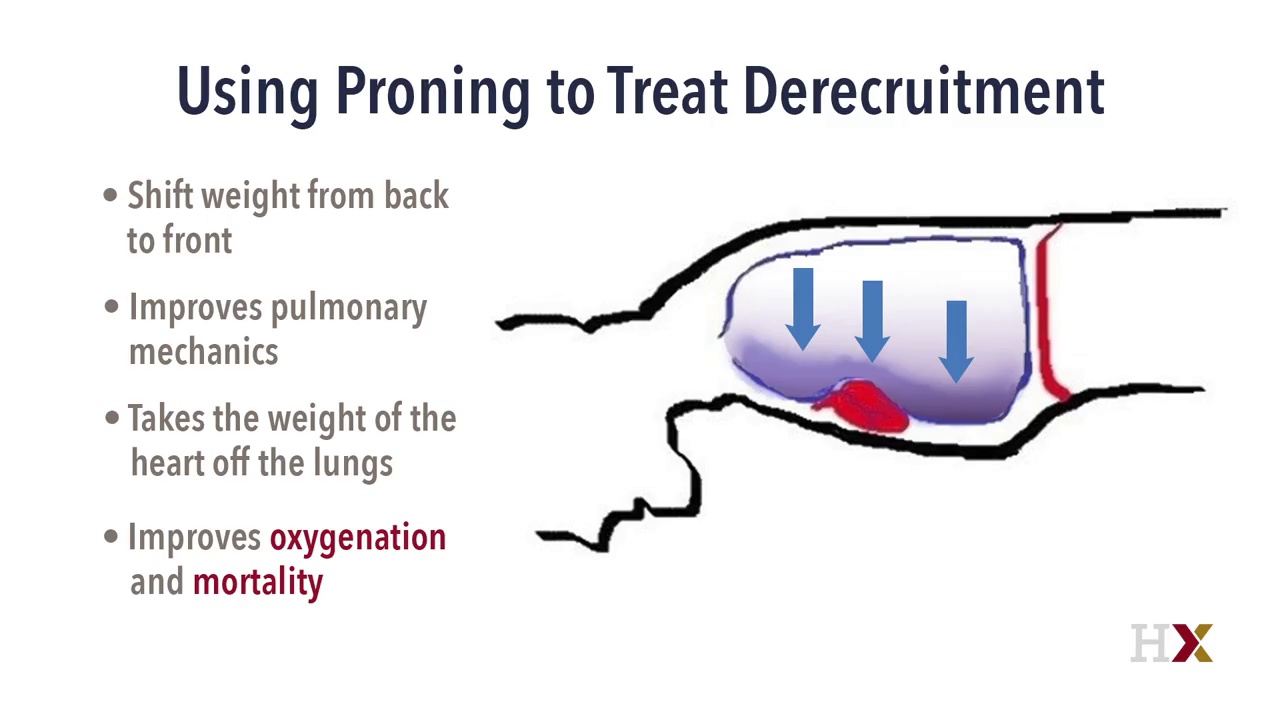 Using Proning to Treat Derecruitment
• Shift weight from back
to front
• Improves pulmonary
mechanics
• Takes the weight of the
heart off the lungs
• Improves oxygenation
and mortality
HX